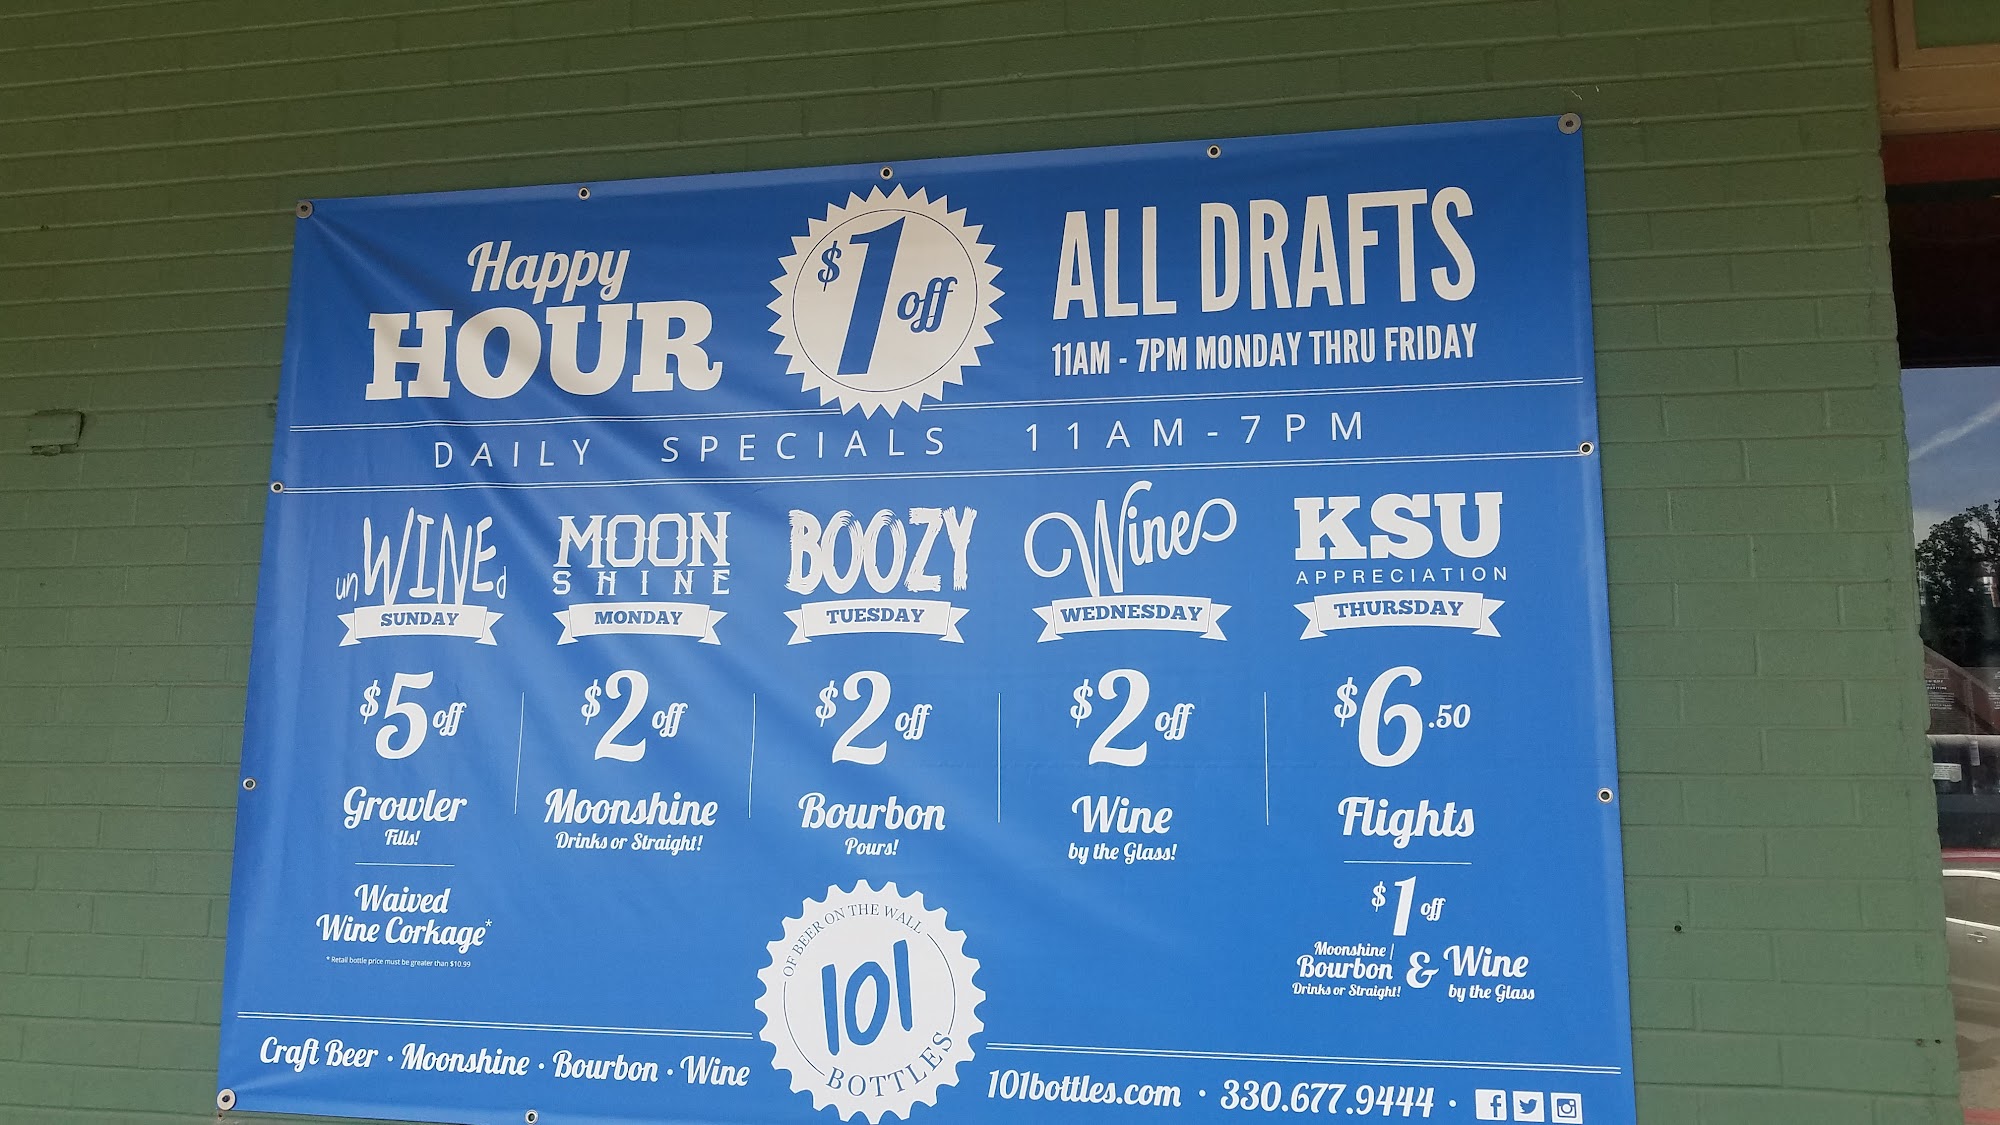 Happy
HOUR
$1 off
ALL DRAFTS
11AM - 7PM MONDAY THRU FRIDAY
DAILY SPECIALS 11AM-7PM
unWINEd
SUNDAY
$5 off
Growler
Fills!
Waived
Wine Corkage*
* Retail bottle price must be greater than $10.99
MOON
SHINE
MONDAY
$2 off
Moonshine
Drinks or Straight!
BOOZY
TUESDAY
$2 off
Bourbon
Pours!
Wine
WEDNESDAY
$2 off
Wine
by the Glass!
KSU
APPRECIATION
THURSDAY
$6.50
Flights
$1 off
Moonshine |
Bourbon
Drinks or Straight!
&
Wine
by the Glass
OF BEER ON THE WALL
101
BOTTLES
Craft Beer · Moonshine · Bourbon · Wine
101bottles.com · 330.677.9444 ·